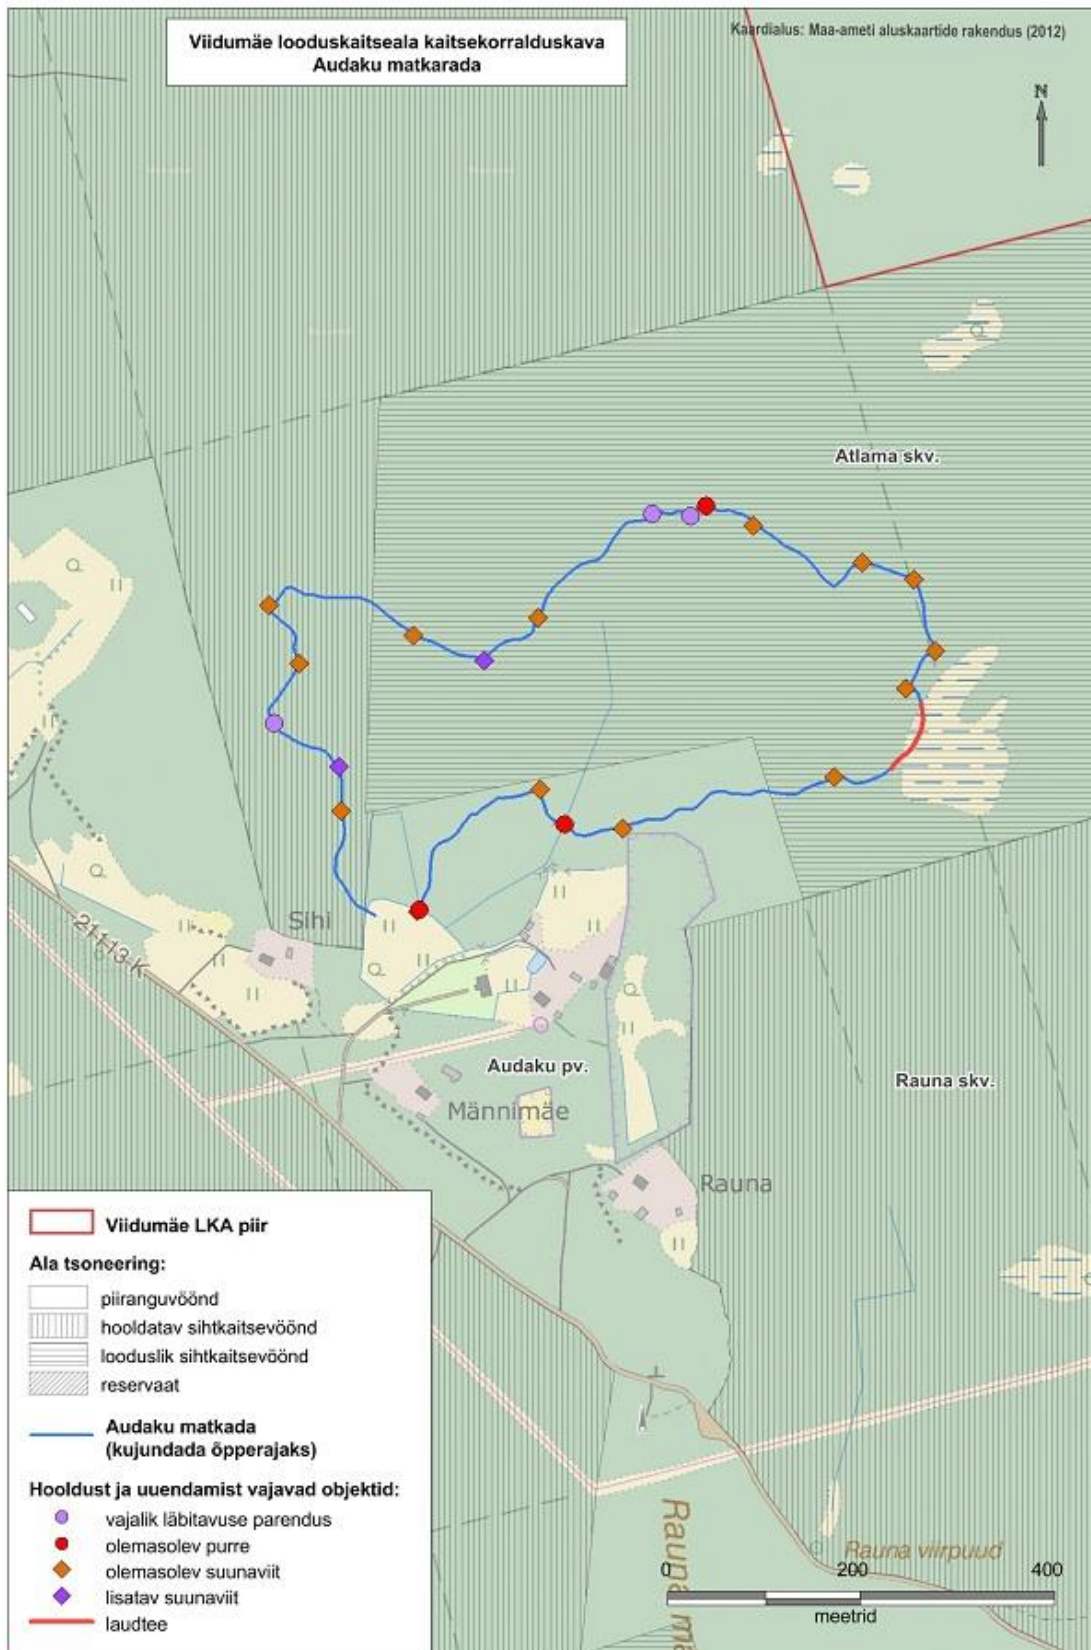 Viidumäe looduskaitseala kaitsekorralduskava
Audaku matkarada
Kaardialus: Maa-ameti aluskaartide rakendus (2012)
N
Atlama skv.
Sihi
21113 K
Audaku pv.
Männimäe
Rauna skv.
Rauna
Viidumäe LKA piir
Ala tsoneering:
piiranguvöönd
hooldatav sihtkaitsevöönd
looduslik sihtkaitsevöönd
reservaat
Audaku matkada
(kujundada õpperajaks)
Hooldust ja uuendamist vajavad objektid:
vajalik läbitavuse parendus
olemasolev purre
olemasolev suunaviit
lisatav suunaviit
laudtee
Rauna viirpuud
0 200 400
meetrid
Rauna